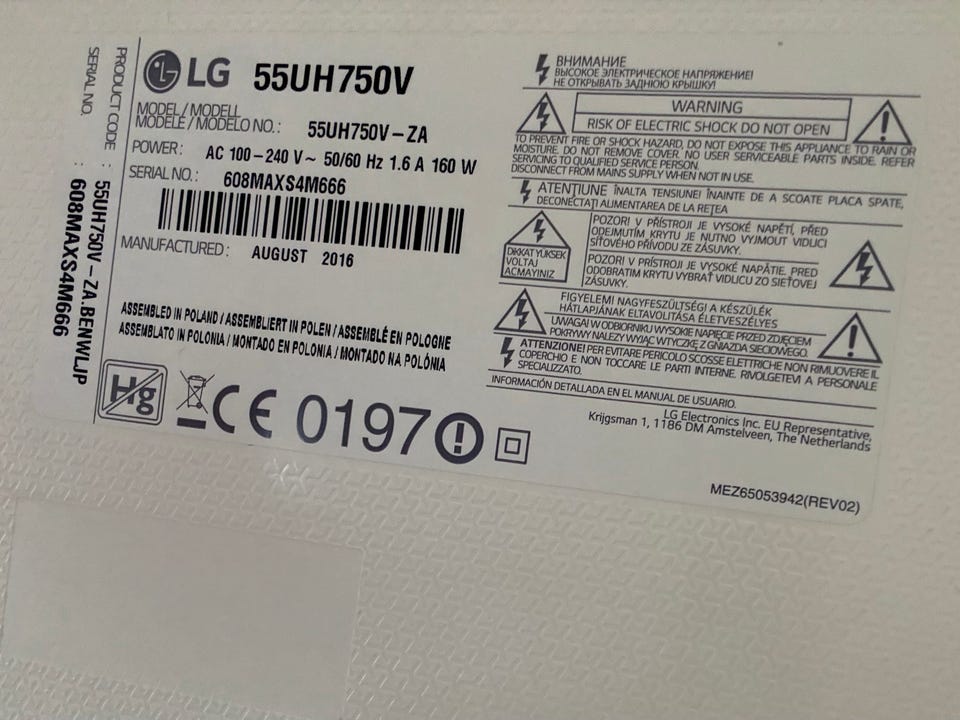 PRODUCT CODE : 55UH750V-ZA.BENWLJP
SERIAL NO. : 608MAXS4M666
LG 55UH750V
MODEL / MODELL
MODÈLE / MODELO NO.: 55UH750V-ZA
POWER: AC 100-240 V~ 50/60 Hz 1.6 A 160 W
SERIAL NO.: 608MAXS4M666
MANUFACTURED: AUGUST 2016
ASSEMBLED IN POLAND / ASSEMBLIERT IN POLEN / ASSEMBLÉ EN POLOGNE
ASSEMBLATO IN POLONIA / MONTADO EN POLONIA / MONTADO NA POLÓNIA
Hg
CE 0197
ВНИМАНИЕ
ВЫСОКОЕ ЭЛЕКТРИЧЕСКОЕ НАПРЯЖЕНИЕ!
НЕ ОТКРЫВАТЬ ЗАДНЮЮ КРЫШКУ!
WARNING
RISK OF ELECTRIC SHOCK DO NOT OPEN
TO PREVENT FIRE OR SHOCK HAZARD, DO NOT EXPOSE THIS APPLIANCE TO RAIN OR
MOISTURE. DO NOT REMOVE COVER. NO USER SERVICEABLE PARTS INSIDE. REFER
SERVICING TO QUALIFIED SERVICE PERSON.
DISCONNECT FROM MAINS SUPPLY WHEN NOT IN USE.
ATENȚIUNE ÎNALTA TENSIUNE! ÎNAINTE DE A SCOATE PLACA SPATE,
DECONECTAȚI ALIMENTAREA DE LA REȚEA
DIKKAT YUKSEK
VOLTAJ
ACMAYINIZ
POZOR! V PŘÍSTROJI JE VYSOKÉ NAPĚTÍ, PŘED
ODEJMUTÍM KRYTU JE NUTNO VYJMOUT VIDLICI
SÍŤOVÉHO PŘÍVODU ZE ZÁSUVKY.
POZOR! V PRÍSTROJI JE VYSOKÉ NAPÄTIE. PRED
ODOBRATIM KRYTU VYBRAŤ VIDLICU ZO SIEŤOVEJ
ZÁSUVKY.
FIGYELEM! NAGYFESZÜLTSÉG! A KÉSZÜLÉK
HÁTLAPJÁNAK ELTAVOLÍTÁSA ÉLETVESZÉLYES
UWAGA! W ODBIORNIKU WYSOKIE NAPIĘCIE. PRZED ZDJĘCIEM
POKRYWY NALEŻY WYJĄĆ WTYCZKĘ Z GNIAZDA SIECIOWEGO.
ATTENZIONE! PER EVITARE PERICOLO SCOSSE ELETTRICHE NON RIMUOVERE IL
COPERCHIO E NON TOCCARE LE PARTI INTERNE. RIVOLGETEVI A PERSONALE
SPECIALIZZATO.
INFORMACIÓN DETALLADA EN EL MANUAL DE USUARIO.
LG Electronics Inc. EU Representative,
Krijgsman 1, 1186 DM Amstelveen, The Netherlands
MEZ65053942(REV02)